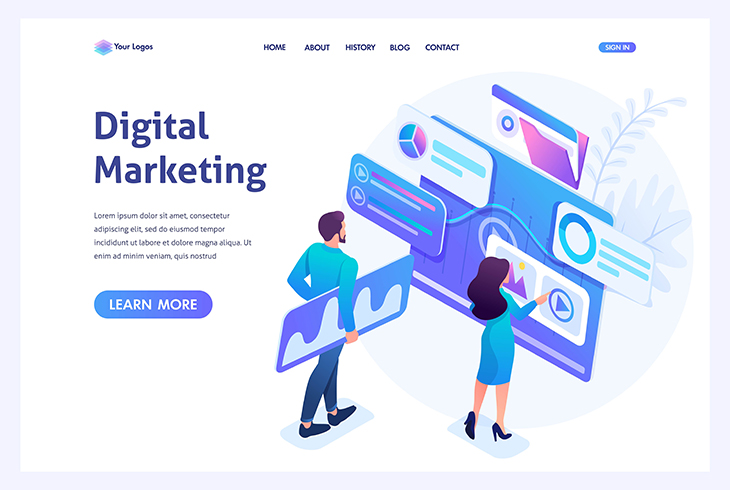 Your Logos
HOME ABOUT HISTORY BLOG CONTACT
SIGN IN
Digital
Marketing
Lorem ipsum dolor sit amet, consectetur
adipiscing elit, sed do eiusmod tempor
incididunt ut labore et dolore magna aliqua. Ut
enim ad minim veniam, quis nostrud
LEARN MORE